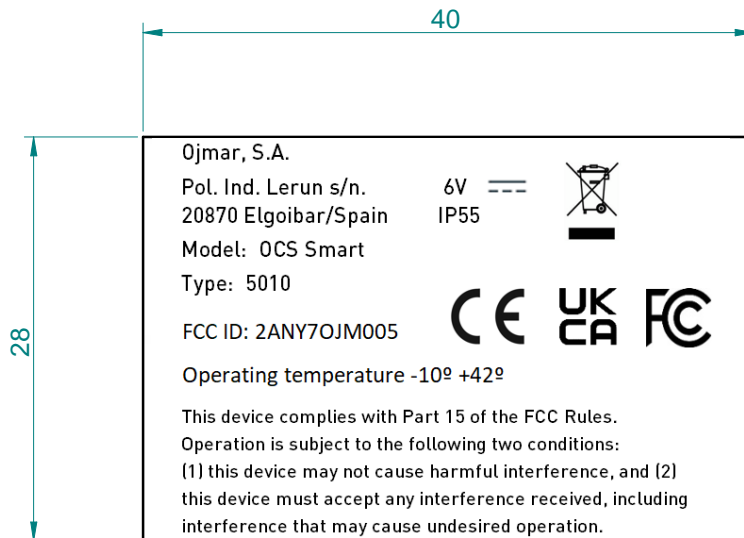 40
28
Ojmar, S.A.
Pol. Ind. Lerun s/n.
6V
20870 Elgoibar/Spain
IP55
Model: OCS Smart
Type: 5010
CE
UK
CA
FC
FCC ID: 2ANY7OJM005
Operating temperature -10º +42º
This device complies with Part 15 of the FCC Rules.
Operation is subject to the following two conditions:
(1) this device may not cause harmful interference, and (2)
this device must accept any interference received, including
interference that may cause undesired operation.